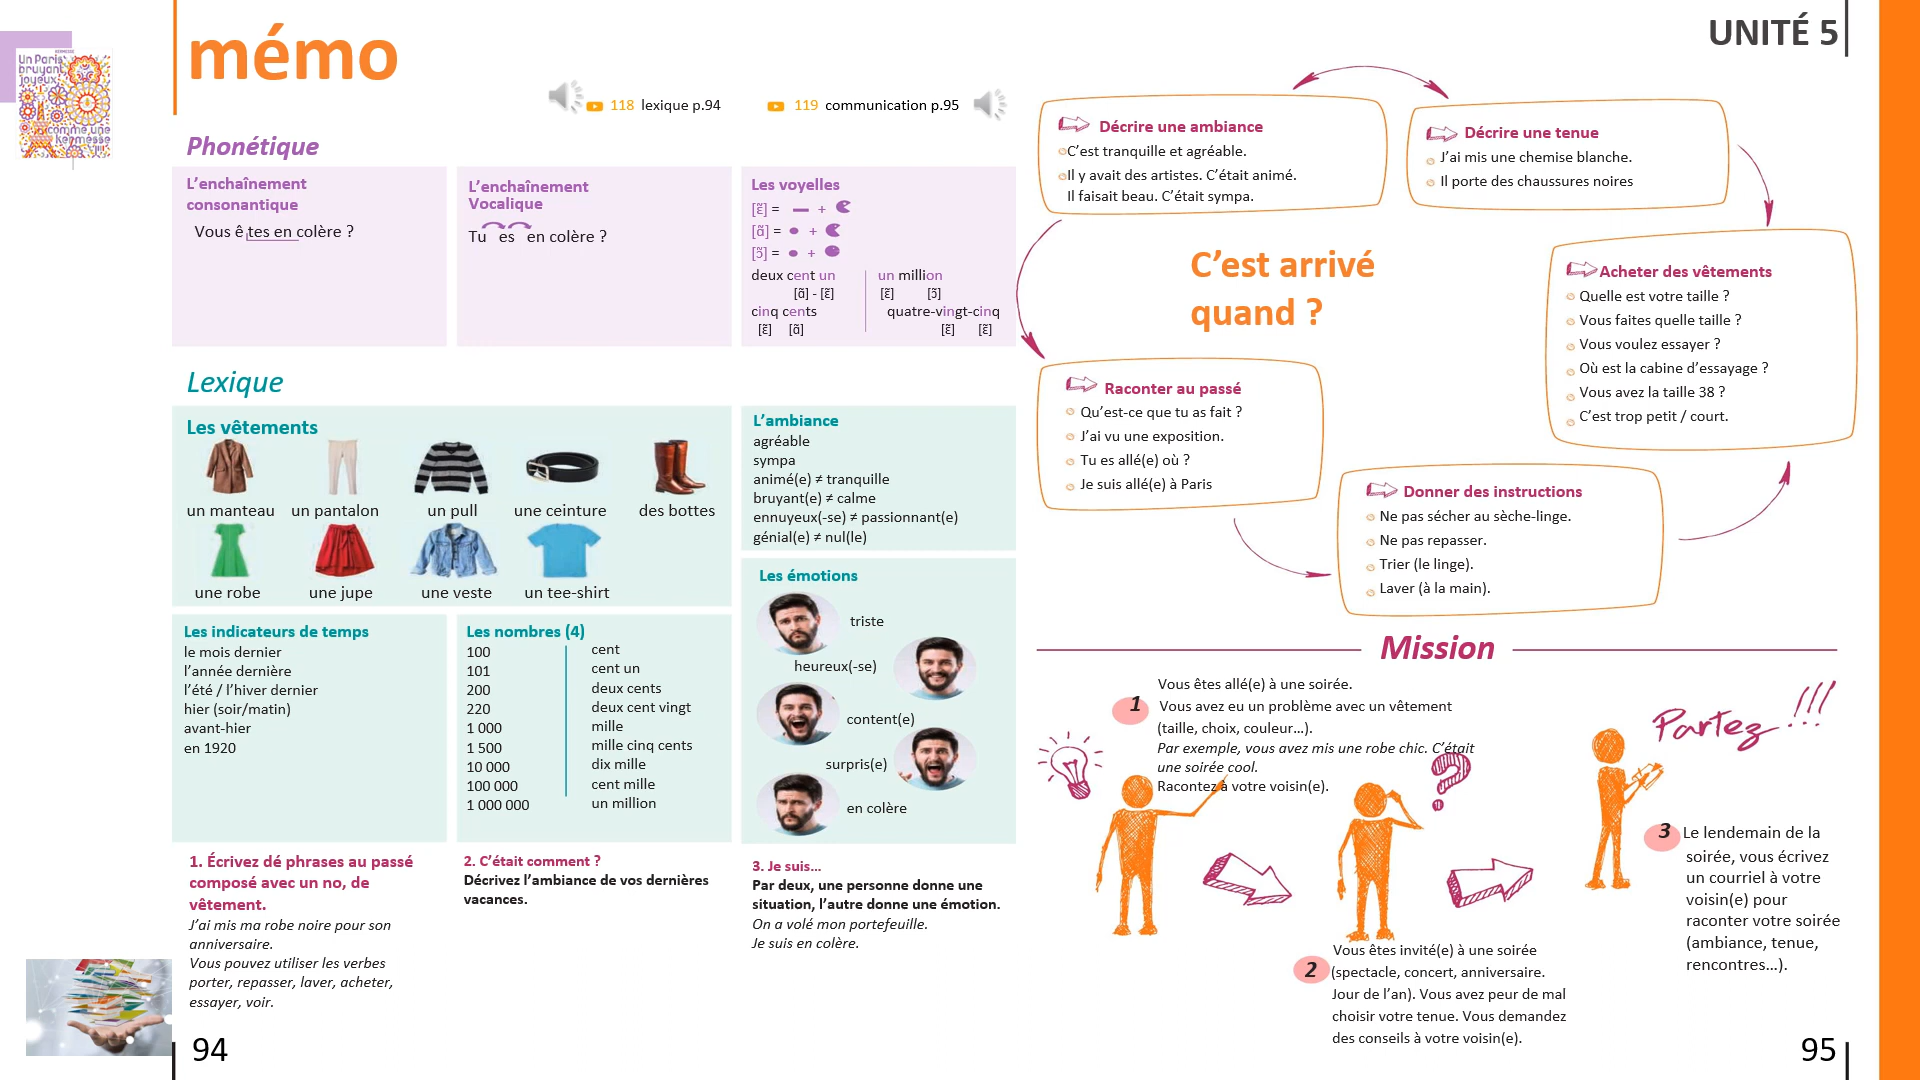 Un Paris
bruyant,
joyeux,
comme une
kermesse
!!!
mémo
118 lexique p.94
119 communication p.95
Phonétique
L’enchaînement
consonantique
Vous ê tes en colère ?
L’enchaînement
Vocalique
Tu es en colère ?
Les voyelles
[ɛ̃] = +
[ɑ̃] = +
[ɔ̃] = +
deux cent un
[ɑ̃] - [ɛ̃]
cinq cents
[ɛ̃] [ɑ̃]
un million
[ɛ̃] [ɔ̃]
quatre-vingt-cinq
[ɛ̃] [ɛ̃]
Lexique
Les vêtements
un manteau un pantalon un pull une ceinture des bottes
une robe une jupe une veste un tee-shirt
L’ambiance
agréable
sympa
animé(e) ≠ tranquille
bruyant(e) ≠ calme
ennuyeux(-se) ≠ passionnant(e)
génial(e) ≠ nul(le)
Les émotions
triste
heureux(-se)
content(e)
surpris(e)
en colère
Les indicateurs de temps
le mois dernier
l’année dernière
l’été / l’hiver dernier
hier (soir/matin)
avant-hier
en 1920
Les nombres (4)
100 cent
101 cent un
200 deux cents
220 deux cent vingt
1 000 mille
1 500 mille cinq cents
10 000 dix mille
100 000 cent mille
1 000 000 un million
1. Écrivez dé phrases au passé
composé avec un no, de
vêtement.
J’ai mis ma robe noire pour son
anniversaire.
Vous pouvez utiliser les verbes
porter, repasser, laver, acheter,
essayer, voir.
2. C’était comment ?
Décrivez l’ambiance de vos dernières
vacances.
3. Je suis…
Par deux, une personne donne une
situation, l’autre donne une émotion.
On a volé mon portefeuille.
Je suis en colère.
94
UNITÉ 5
Décrire une ambiance
C’est tranquille et agréable.
Il y avait des artistes. C’était animé.
Il faisait beau. C’était sympa.
Décrire une tenue
J’ai mis une chemise blanche.
Il porte des chaussures noires
C’est arrivé
quand ?
Acheter des vêtements
Quelle est votre taille ?
Vous faites quelle taille ?
Vous voulez essayer ?
Où est la cabine d’essayage ?
Vous avez la taille 38 ?
C’est trop petit / court.
Raconter au passé
Qu’est-ce que tu as fait ?
J’ai vu une exposition.
Tu es allé(e) où ?
Je suis allé(e) à Paris
Donner des instructions
Ne pas sécher au sèche-linge.
Ne pas repasser.
Trier (le linge).
Laver (à la main).
Mission
1
Vous êtes allé(e) à une soirée.
Vous avez eu un problème avec un vêtement
(taille, choix, couleur…).
Par exemple, vous avez mis une robe chic. C’était
une soirée cool.
Racontez à votre voisin(e).
?
2
Vous êtes invité(e) à une soirée
(spectacle, concert, anniversaire.
Jour de l’an). Vous avez peur de mal
choisir votre tenue. Vous demandez
des conseils à votre voisin(e).
Partez !!!
3
Le lendemain de la
soirée, vous écrivez
un courriel à votre
voisin(e) pour
raconter votre soirée
(ambiance, tenue,
rencontres…).
95